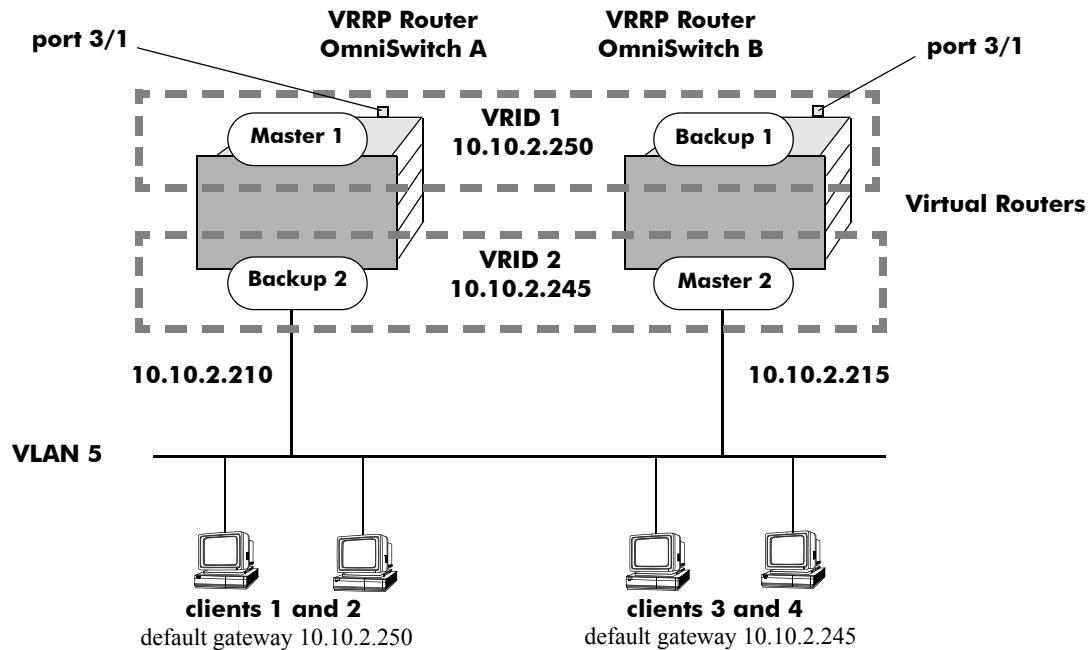 VRRP Router
OmniSwitch A
VRRP Router
OmniSwitch B
port 3/1
port 3/1
Master 1
VRID 1
10.10.2.250
Backup 1
Virtual Routers
Backup 2
VRID 2
10.10.2.245
Master 2
10.10.2.210
10.10.2.215
VLAN 5
clients 1 and 2
default gateway 10.10.2.250
clients 3 and 4
default gateway 10.10.2.245